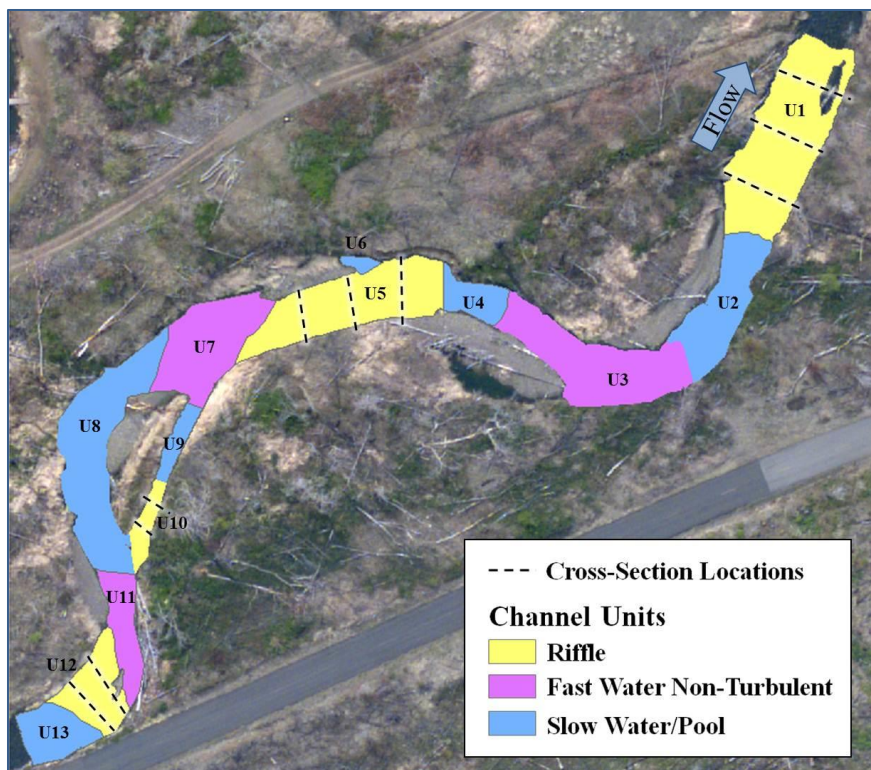 U1
Flow
U2
U6
U5
U4
U7
U3
U8
U9
U10
U11
U12
U13
Cross-Section Locations
Channel Units
Riffle
Fast Water Non-Turbulent
Slow Water/Pool